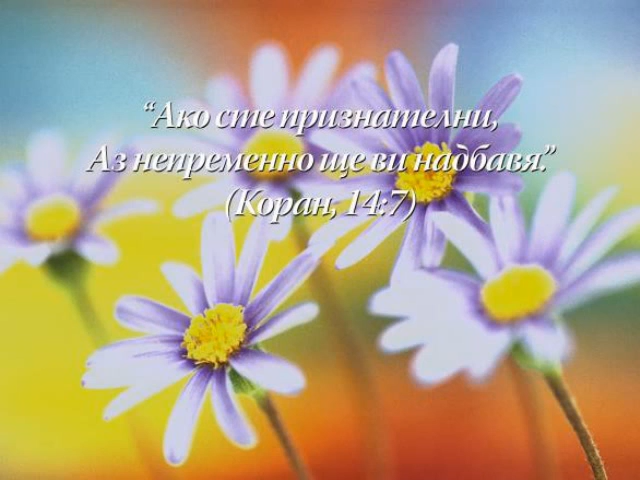 “Ако сте признателни,
Аз непременно ще ви надбавя.”
(Коран, 14:7)